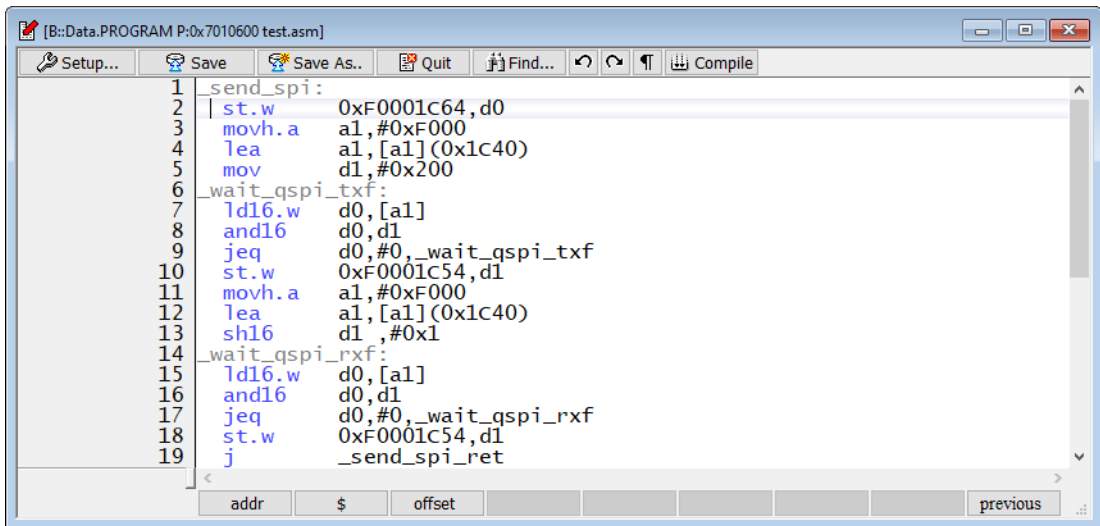 [B::Data.PROGRAM P:0x7010600 test.asm]
Setup... Save Save As.. Quit Find... ¶ Compile
1 _send_spi:
2 st.w 0xF0001C64,d0
3 movh.a a1,#0xF000
4 lea a1,[a1](0x1C40)
5 mov d1,#0x200
6 _wait_qspi_txf:
7 ld16.w d0,[a1]
8 and16 d0,d1
9 jeq d0,#0,_wait_qspi_txf
10 st.w 0xF0001C54,d1
11 movh.a a1,#0xF000
12 lea a1,[a1](0x1C40)
13 sh16 d1 ,#0x1
14 _wait_qspi_rxf:
15 ld16.w d0,[a1]
16 and16 d0,d1
17 jeq d0,#0,_wait_qspi_rxf
18 st.w 0xF0001C54,d1
19 j _send_spi_ret
addr $ offset previous